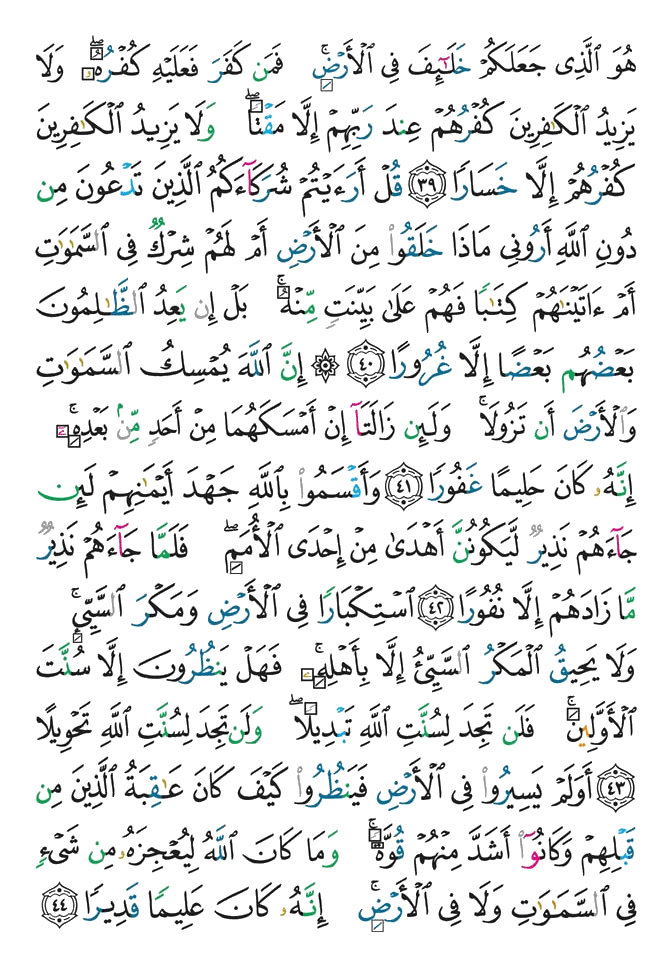 هُوَ ٱلَّذِى جَعَلَكُمْ خَلَـٰٓئِفَ فِى ٱلْأَرْضِ ۚ فَمَن كَفَرَ فَعَلَيْهِ كُفْرُهُۥ ۖ وَلَا
يَزِيدُ ٱلْكَـٰفِرِينَ كُفْرُهُمْ عِندَ رَبِّهِمْ إِلَّا مَقْتًا ۖ وَلَا يَزِيدُ ٱلْكَـٰفِرِينَ
كُفْرُهُمْ إِلَّا خَسَارًا ٣٩ قُلْ أَرَءَيْتُمْ شُرَكَآءَكُمُ ٱلَّذِينَ تَدْعُونَ مِن
دُونِ ٱللَّهِ أَرُونِى مَاذَا خَلَقُوا۟ مِنَ ٱلْأَرْضِ أَمْ لَهُمْ شِرْكٌ فِى ٱلسَّمَـٰوَٰتِ
أَمْ ءَاتَيْنَـٰهُمْ كِتَـٰبًا فَهُمْ عَلَىٰ بَيِّنَتٍ مِّنْهُ ۚ بَلْ إِن يَعِدُ ٱلظَّـٰلِمُونَ
بَعْضُهُم بَعْضًا إِلَّا غُرُورًا ٤٠ ۞ إِنَّ ٱللَّهَ يُمْسِكُ ٱلسَّمَـٰوَٰتِ
وَٱلْأَرْضَ أَن تَزُولَا ۚ وَلَئِن زَالَتَآ إِنْ أَمْسَكَهُمَا مِنْ أَحَدٍ مِّنۢ بَعْدِهِۦٓ ۚ
إِنَّهُۥ كَانَ حَلِيمًا غَفُورًا ٤١ وَأَقْسَمُوا۟ بِٱللَّهِ جَهْدَ أَيْمَـٰنِهِمْ لَئِن
جَآءَهُمْ نَذِيرٌ لَّيَكُونُنَّ أَهْدَىٰ مِنْ إِحْدَى ٱلْأُمَمِ ۖ فَلَمَّا جَآءَهُمْ نَذِيرٌ
مَّا زَادَهُمْ إِلَّا نُفُورًا ٤٢ ٱسْتِكْبَارًا فِى ٱلْأَرْضِ وَمَكْرَ ٱلسَّيِّئِ ۚ
وَلَا يَحِيقُ ٱلْمَكْرُ ٱلسَّيِّئُ إِلَّا بِأَهْلِهِۦ ۚ فَهَلْ يَنظُرُونَ إِلَّا سُنَّتَ
ٱلْأَوَّلِينَ ۚ فَلَن تَجِدَ لِسُنَّتِ ٱللَّهِ تَبْدِيلًا ۖ وَلَن تَجِدَ لِسُنَّتِ ٱللَّهِ تَحْوِيلًا
٤٣ أَوَلَمْ يَسِيرُوا۟ فِى ٱلْأَرْضِ فَيَنظُرُوا۟ كَيْفَ كَانَ عَـٰقِبَةُ ٱلَّذِينَ مِن
قَبْلِهِمْ وَكَانُوٓا۟ أَشَدَّ مِنْهُمْ قُوَّةً ۚ وَمَا كَانَ ٱللَّهُ لِيُعْجِزَهُۥ مِن شَىْءٍ
فِى ٱلسَّمَـٰوَٰتِ وَلَا فِى ٱلْأَرْضِ ۚ إِنَّهُۥ كَانَ عَلِيمًا قَدِيرًا ٤٤